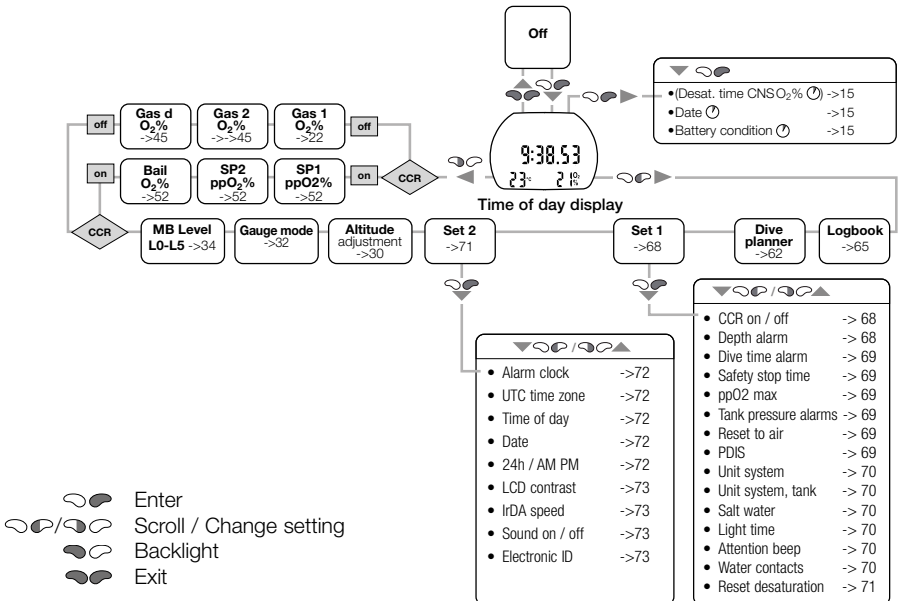 Off
•(Desat. time CNSO₂% ) ->15
•Date ->15
•Battery condition ->15
off
Gas d
O₂%
->45
Gas 2
O₂%
->->45
Gas 1
O₂%
->22
off
on
Bail
O₂%
->52
SP2
ppO₂%
->52
SP1
ppO2%
->52
on
CCR
9:38.53
23°C 21 O₂%
Time of day display
CCR
MB Level
L0-L5 ->34
Gauge mode
->32
Altitude
adjustment
->30
Set 2
->71
Set 1
->68
Dive
planner
->62
Logbook
->65
/
• Alarm clock ->72
• UTC time zone ->72
• Time of day ->72
• Date ->72
• 24h / AM PM ->72
• LCD contrast ->73
• IrDA speed ->73
• Sound on / off ->73
• Electronic ID ->73
/
• CCR on / off -> 68
• Depth alarm -> 68
• Dive time alarm -> 69
• Safety stop time -> 69
• ppO2 max -> 69
• Tank pressure alarms -> 69
• Reset to air -> 69
• PDIS -> 69
• Unit system -> 70
• Unit system, tank -> 70
• Salt water -> 70
• Light time -> 70
• Attention beep -> 70
• Water contacts -> 70
• Reset desaturation -> 71
Enter
/ Scroll / Change setting
Backlight
Exit